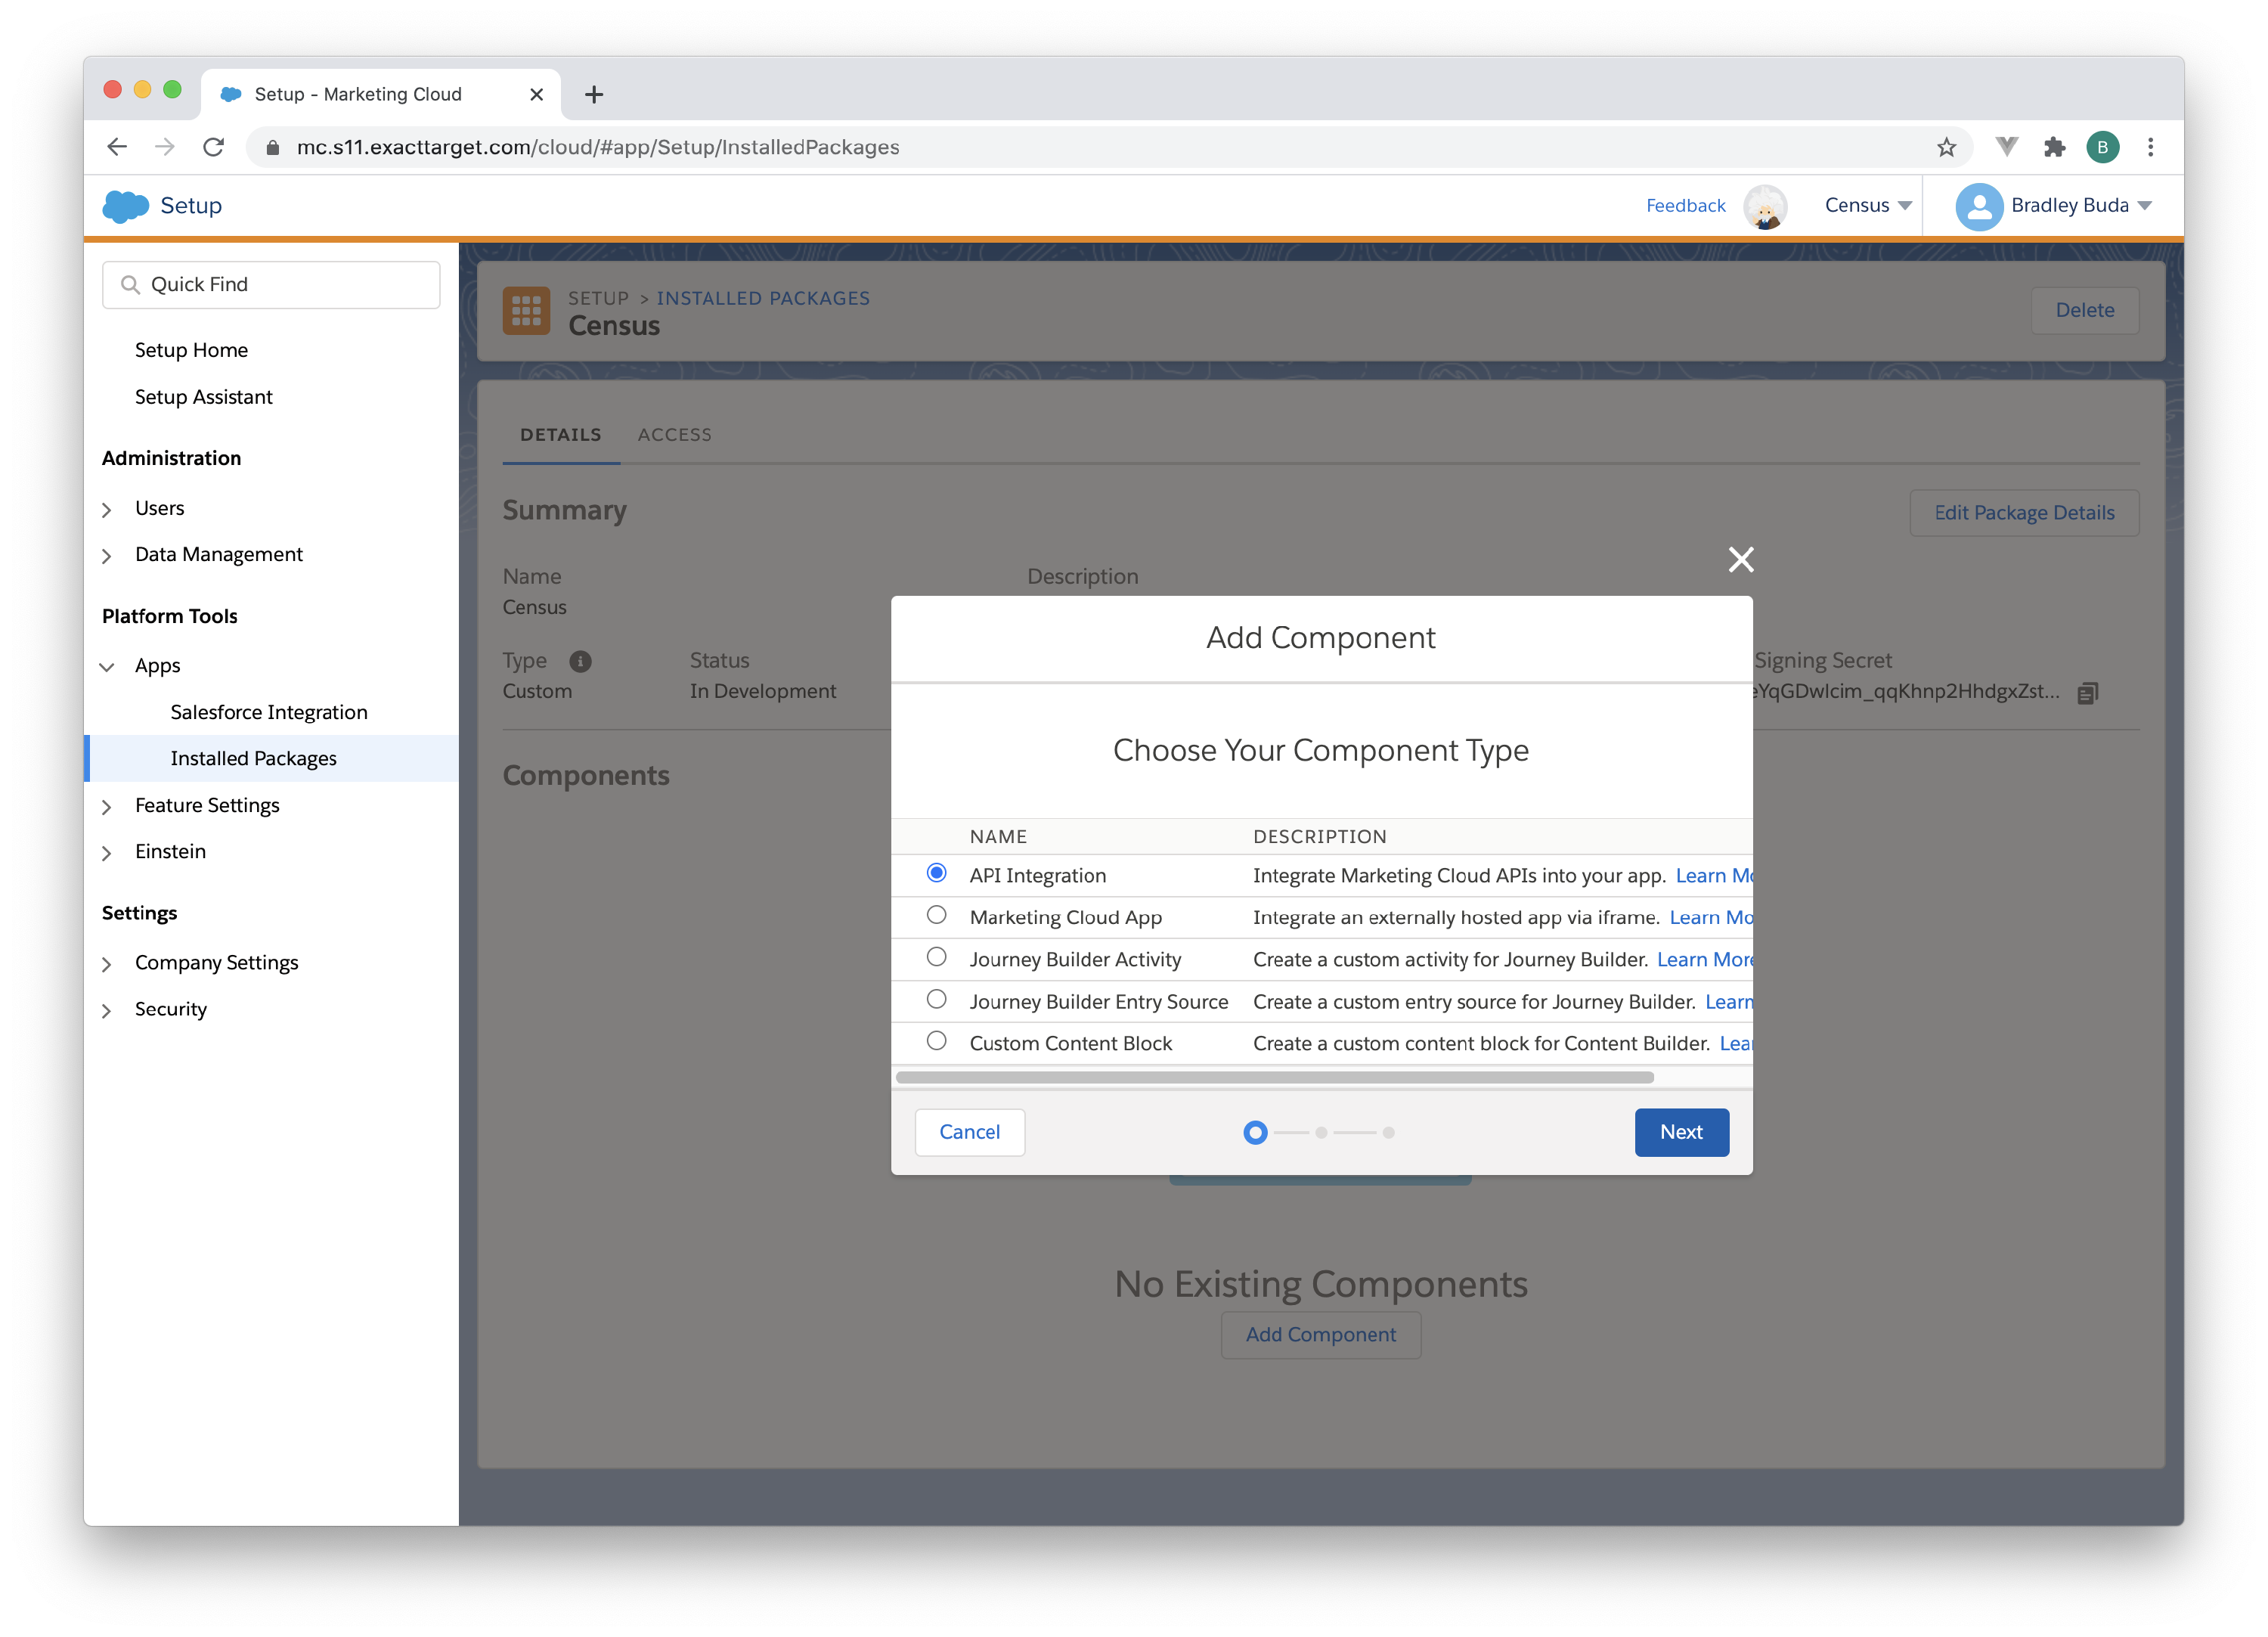 Setup - Marketing Cloud
mc.s11.exacttarget.com/cloud/#app/Setup/InstalledPackages
B
Setup
Feedback
Census
Bradley Buda
Quick Find
Setup Home
Setup Assistant
Administration
Users
Data Management
Platform Tools
Apps
Salesforce Integration
Installed Packages
Feature Settings
Einstein
Settings
Company Settings
Security
SETUP > INSTALLED PACKAGES
Census
Delete
DETAILS ACCESS
Summary
Edit Package Details
Name
Census
Description
Type
Custom
Status
In Development
Signing Secret
eYqGDwIcim_qqKhnp2HhdgxZst...
Components
Add Component
Choose Your Component Type
NAME DESCRIPTION
API Integration Integrate Marketing Cloud APIs into your app. Learn Mo
Marketing Cloud App Integrate an externally hosted app via iframe. Learn Mo
Journey Builder Activity Create a custom activity for Journey Builder. Learn More
Journey Builder Entry Source Create a custom entry source for Journey Builder. Learn
Custom Content Block Create a custom content block for Content Builder. Lear
Cancel
Next
No Existing Components
Add Component